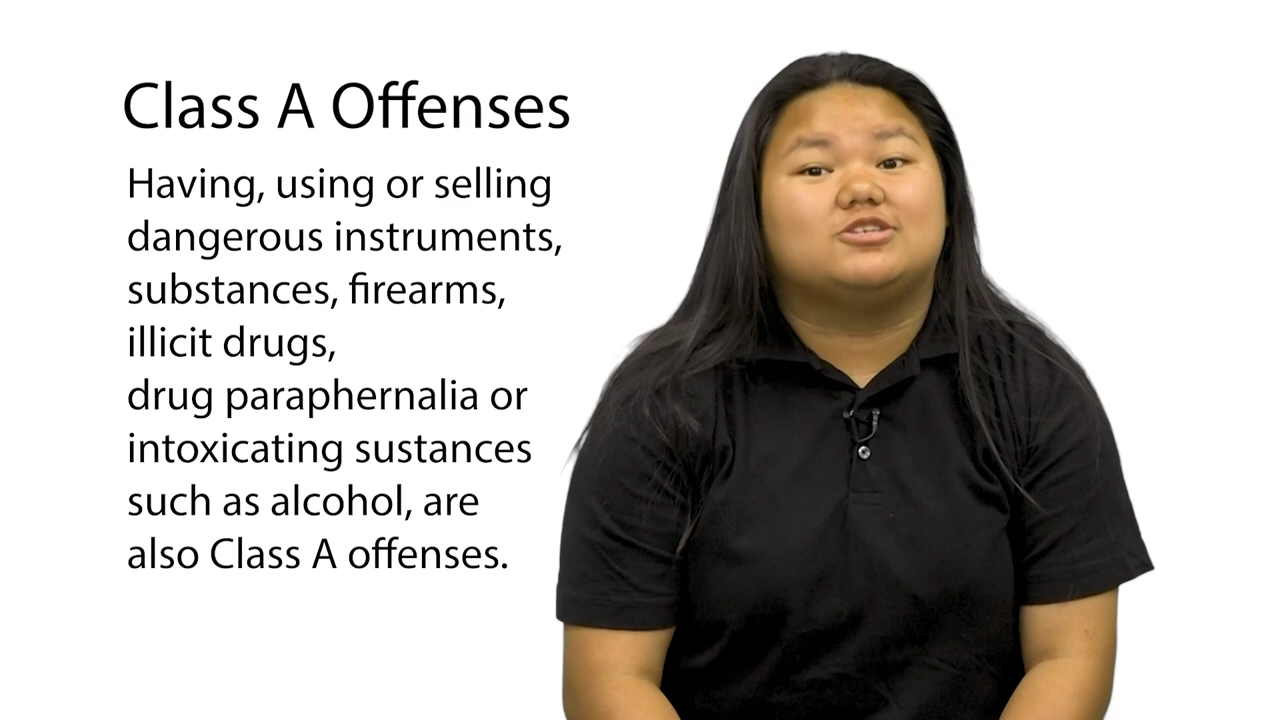 Class A Offenses
Having, using or selling
dangerous instruments,
substances, firearms,
illicit drugs,
drug paraphernalia or
intoxicating sustances
such as alcohol, are
also Class A offenses.